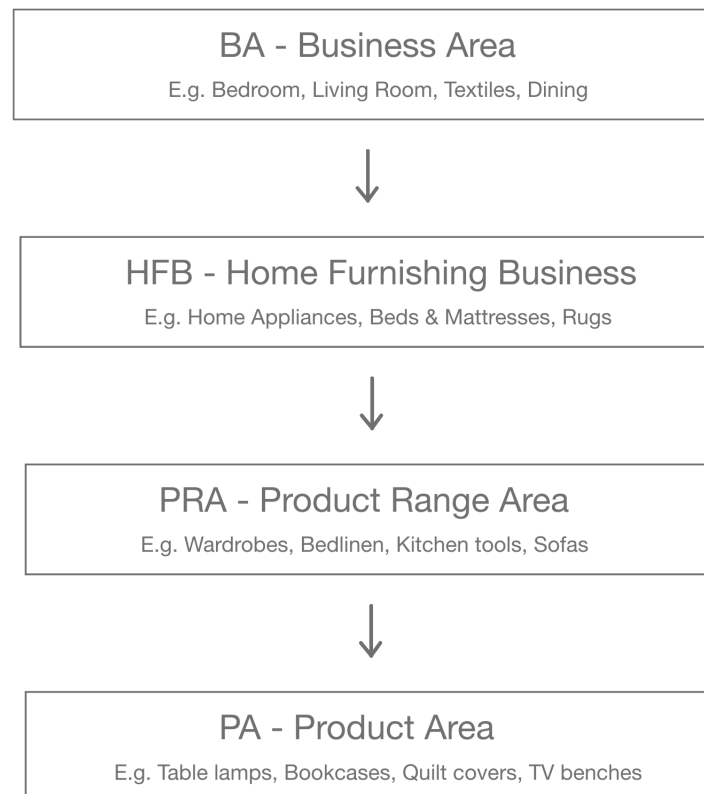 BA - Business Area
E.g. Bedroom, Living Room, Textiles, Dining
HFB - Home Furnishing Business
E.g. Home Appliances, Beds & Mattresses, Rugs
PRA - Product Range Area
E.g. Wardrobes, Bedlinen, Kitchen tools, Sofas
PA - Product Area
E.g. Table lamps, Bookcases, Quilt covers, TV benches